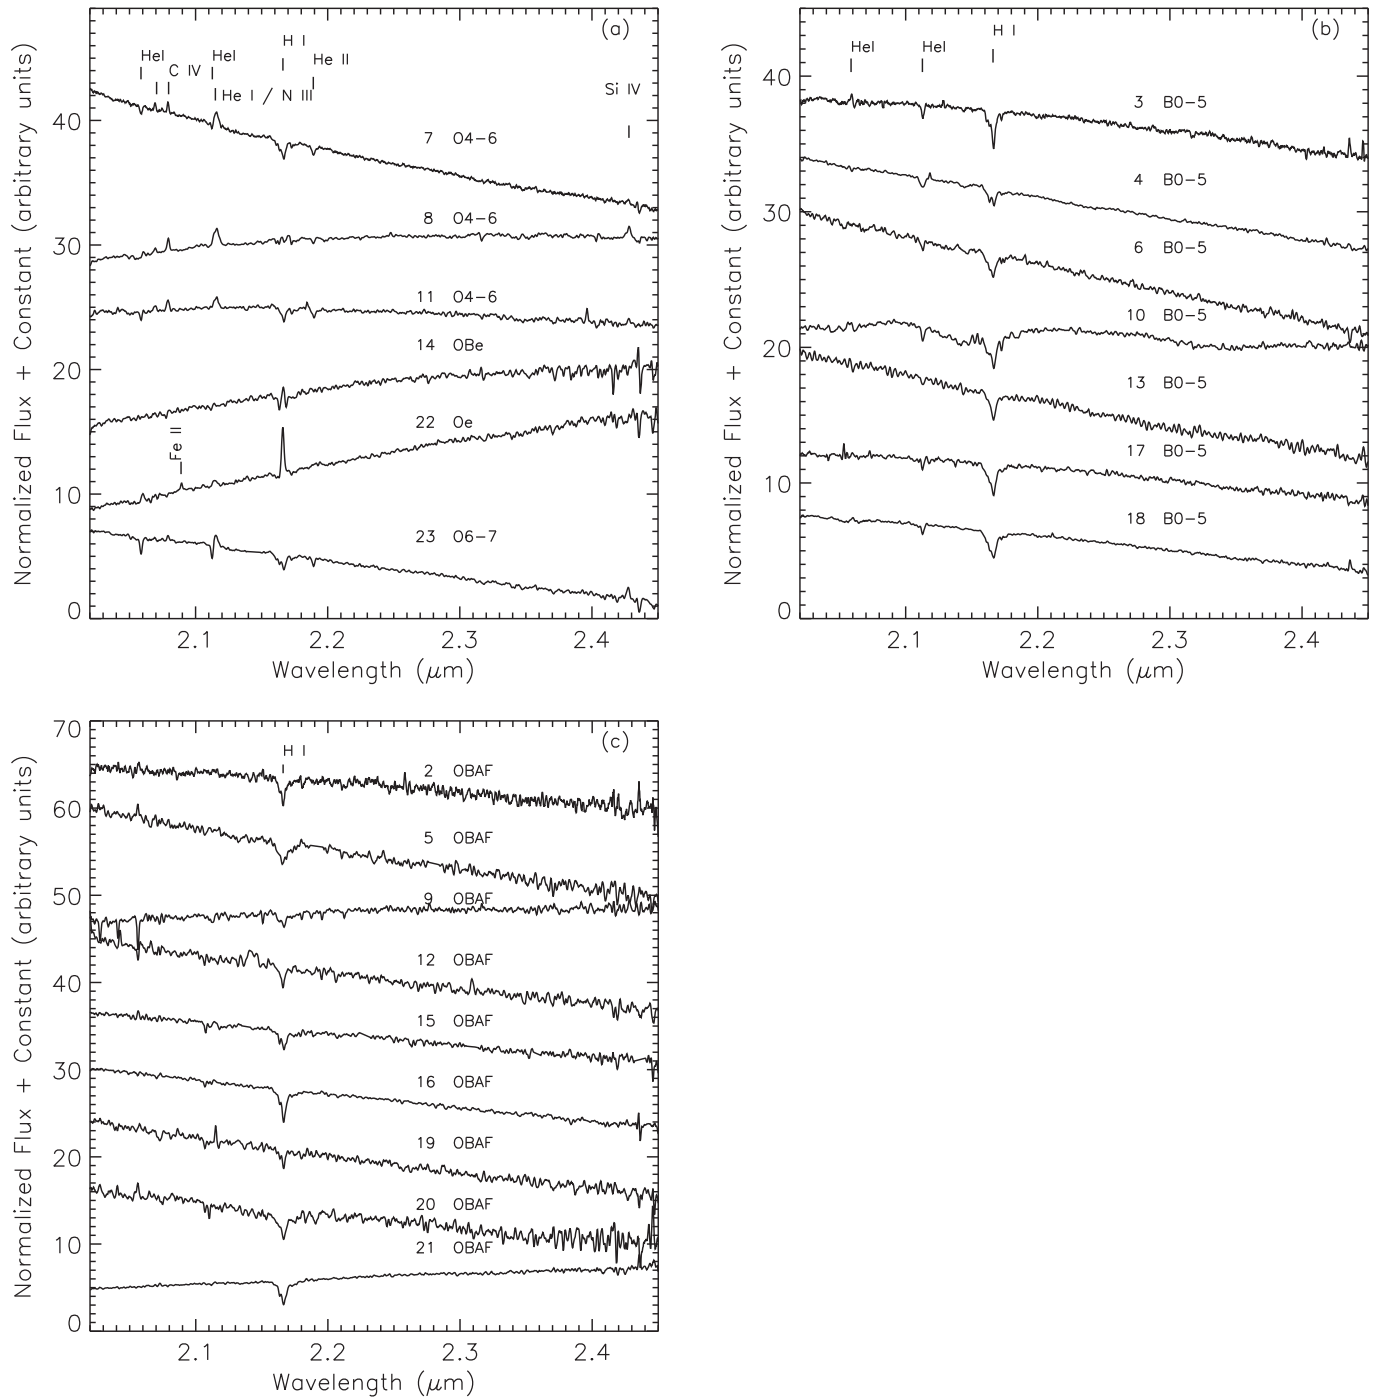 (a)
H I
HeI
HeI
He II
C IV
Si IV
He I / N III
7 O4-6
8 O4-6
11 O4-6
14 OBe
22 Oe
Fe II
23 O6-7
40
30
20
10
0
2.1
2.2
2.3
2.4
Wavelength (μm)
Normalized Flux + Constant (arbitrary units)
(b)
H I
HeI
HeI
3 B0-5
4 B0-5
6 B0-5
10 B0-5
13 B0-5
17 B0-5
18 B0-5
40
30
20
10
0
2.1
2.2
2.3
2.4
Wavelength (μm)
Normalized Flux + Constant (arbitrary units)
(c)
H I
2 OBAF
5 OBAF
9 OBAF
12 OBAF
15 OBAF
16 OBAF
19 OBAF
20 OBAF
21 OBAF
70
60
50
40
30
20
10
0
2.1
2.2
2.3
2.4
Wavelength (μm)
Normalized Flux + Constant (arbitrary units)